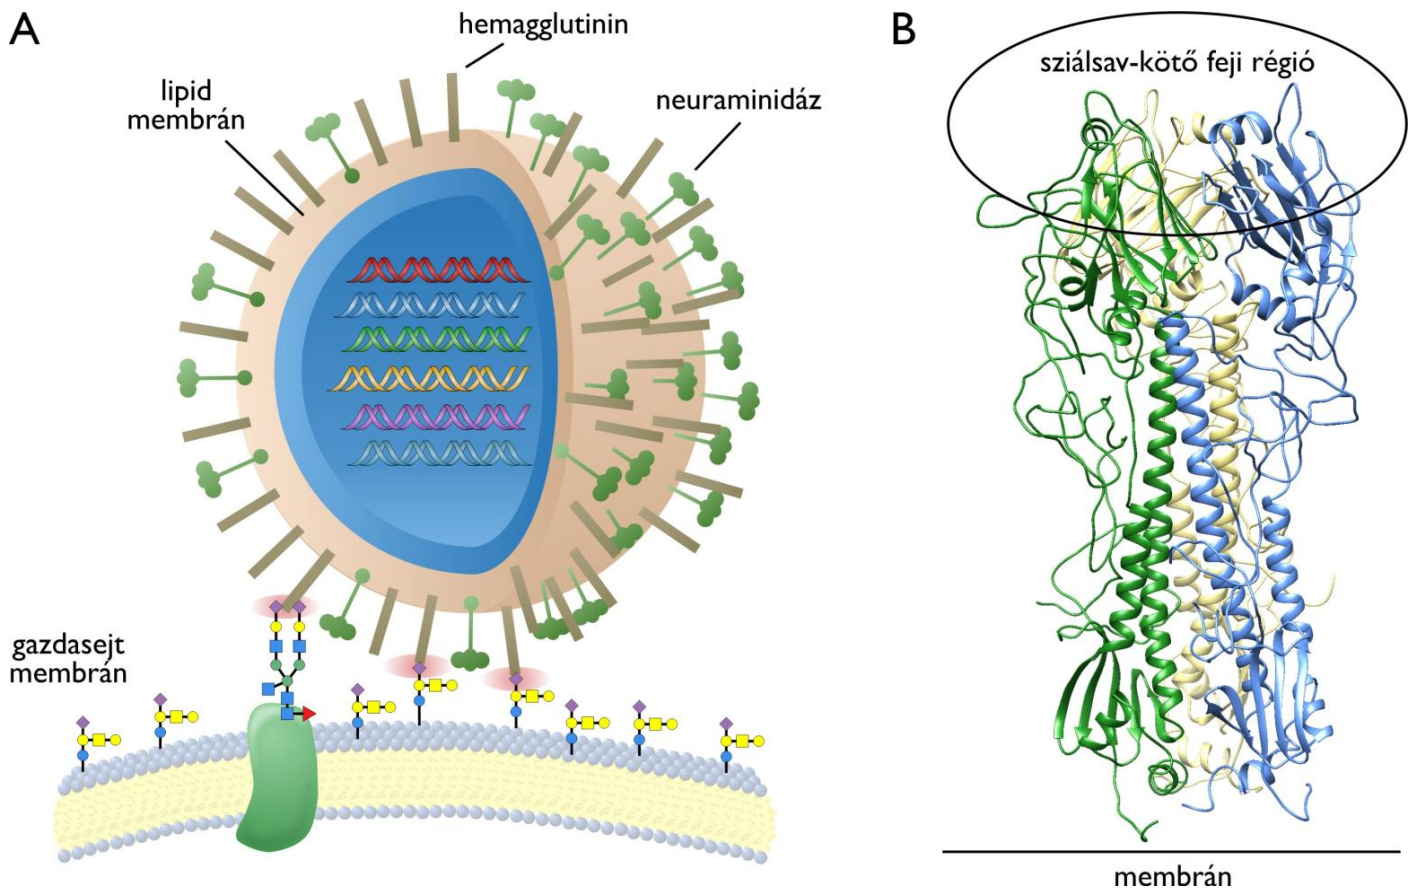 A
hemagglutinin
lipid
membrán
neuraminidáz
gazdasejt
membrán
B
sziálsav-kötő feji régió
membrán